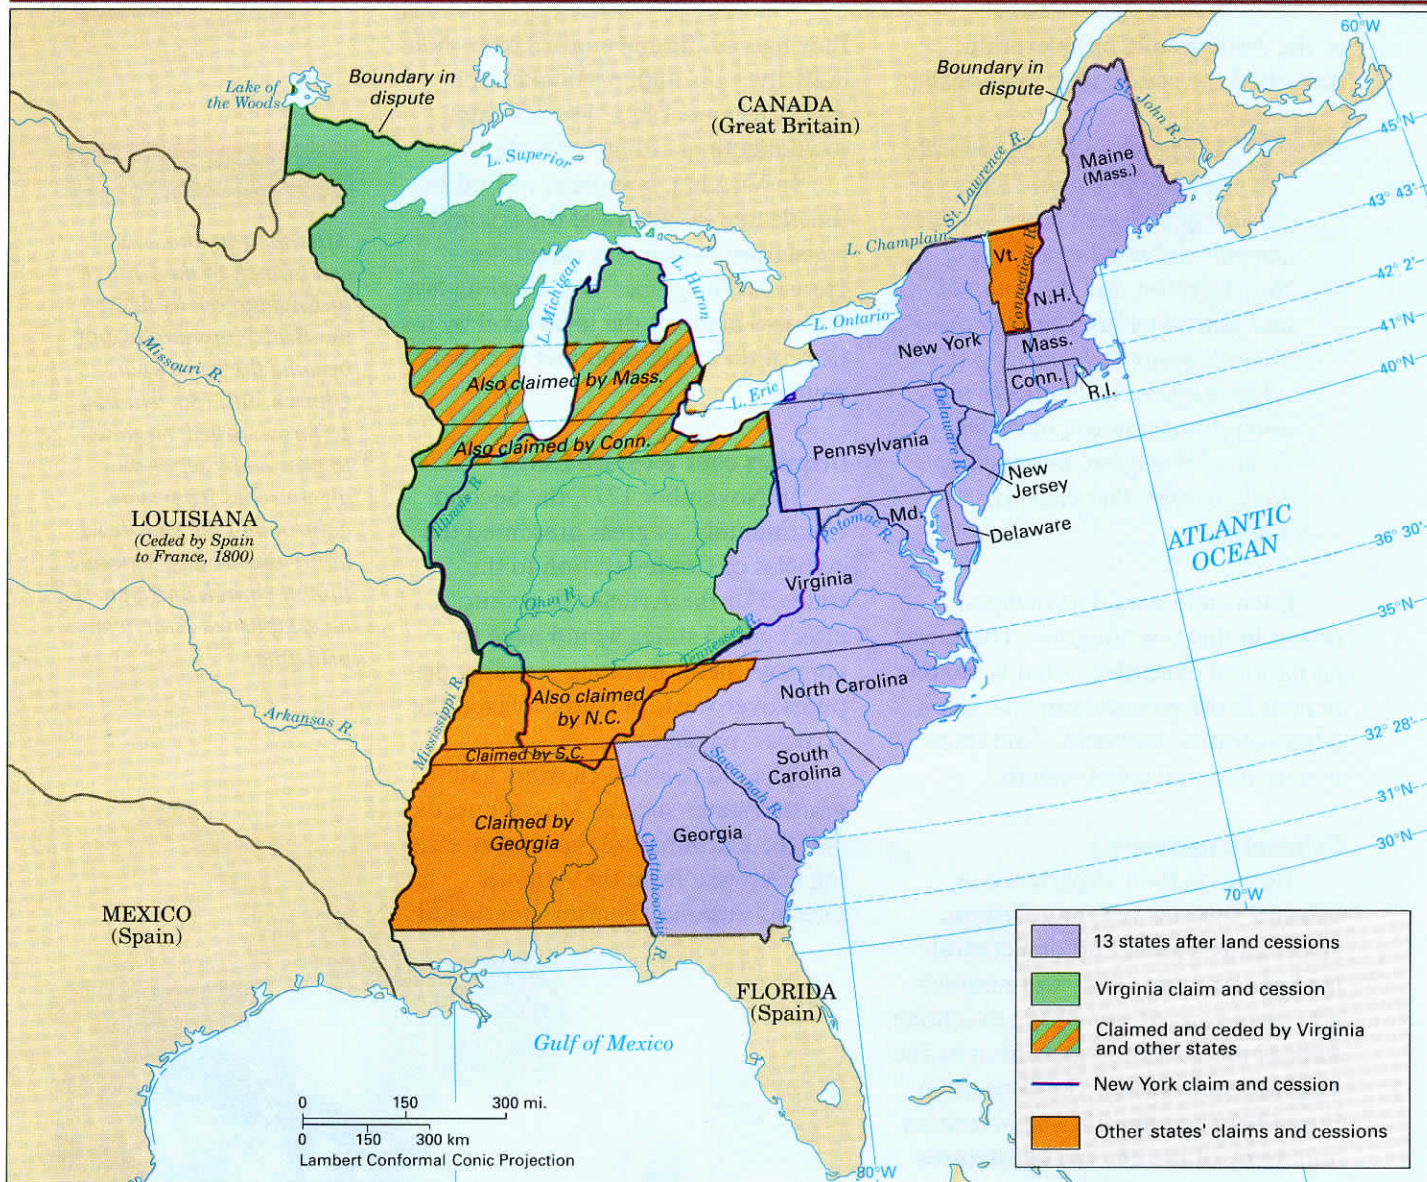 60°W
Boundary in
dispute
Boundary in
dispute
Lake of
the Woods
CANADA
(Great Britain)
St. John R.
45°N
L. Superior
St. Lawrence R.
Maine
(Mass.)
43° 43'
L. Champlain
Vt.
Connecticut R.
N.H.
42° 2'
L. Michigan
L. Huron
L. Ontario
New York
Mass.
41°N
Missouri R.
Also claimed by Mass.
L. Erie
Conn.
R.I.
40°N
Also claimed by Conn.
Pennsylvania
Delaware R.
New
Jersey
Illinois R.
LOUISIANA
(Ceded by Spain
to France, 1800)
Md.
Potomac R.
Delaware
ATLANTIC
OCEAN
36° 30'
Virginia
Ohio R.
Tennessee R.
35°N
Also claimed
by N.C.
North Carolina
Mississippi R.
Arkansas R.
Claimed by S.C.
South
Carolina
32° 28'
Savannah R.
Claimed by
Georgia
Georgia
31°N
Chattahoochie R.
30°N
70°W
MEXICO
(Spain)
FLORIDA
(Spain)
Gulf of Mexico
80°W
13 states after land cessions
Virginia claim and cession
Claimed and ceded by Virginia
and other states
New York claim and cession
Other states' claims and cessions
0 150 300 mi.
0 150 300 km
Lambert Conformal Conic Projection